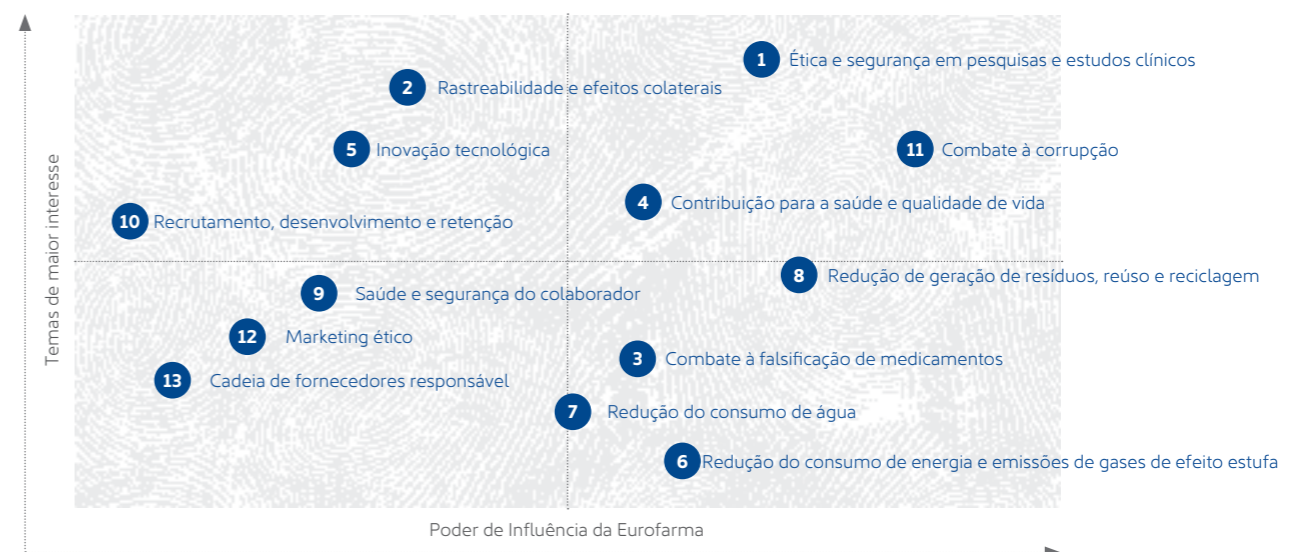 1 Ética e segurança em pesquisas e estudos clínicos
2 Rastreabilidade e efeitos colaterais
5 Inovação tecnológica
11 Combate à corrupção
4 Contribuição para a saúde e qualidade de vida
10 Recrutamento, desenvolvimento e retenção
8 Redução de geração de resíduos, reúso e reciclagem
9 Saúde e segurança do colaborador
12 Marketing ético
3 Combate à falsificação de medicamentos
13 Cadeia de fornecedores responsável
7 Redução do consumo de água
6 Redução do consumo de energia e emissões de gases de efeito estufa
Temas de maior interesse
Poder de Influência da Eurofarma